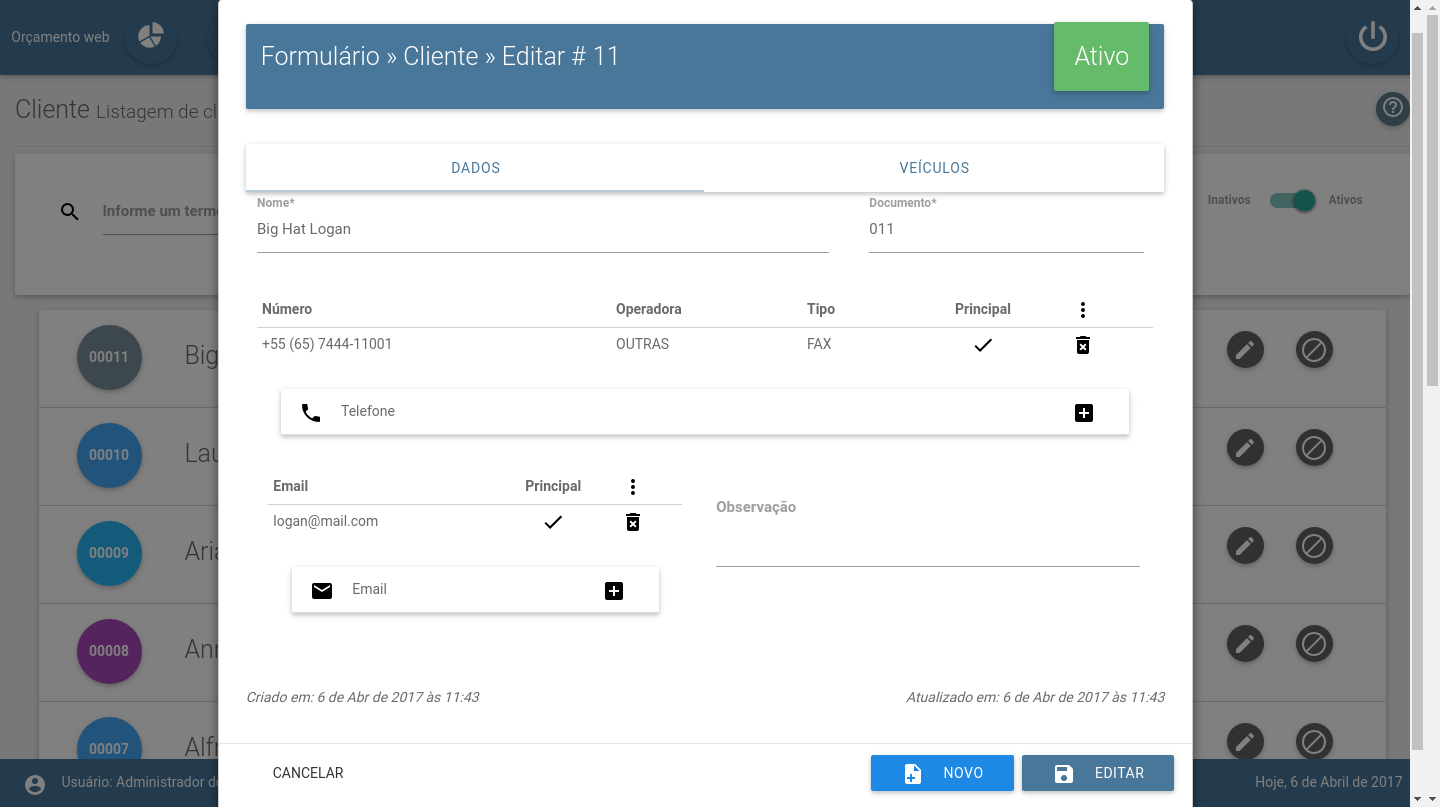 Orçamento web
Formulário » Cliente » Editar # 11
Ativo
Cliente Listagem de cl
DADOS
VEÍCULOS
Nome*
Documento*
Big Hat Logan
011
Informe um term
Inativos
Ativos
Número
Operadora
Tipo
Principal
+55 (65) 7444-11001
OUTRAS
FAX
00011
Big
Telefone
00010
Lau
Email
Principal
Observação
logan@mail.com
00009
Aria
Email
00008
Ann
Criado em: 6 de Abr de 2017 às 11:43
Atualizado em: 6 de Abr de 2017 às 11:43
00007
Alfr
Usuário: Administrador de
CANCELAR
NOVO
EDITAR
Hoje, 6 de Abril de 2017